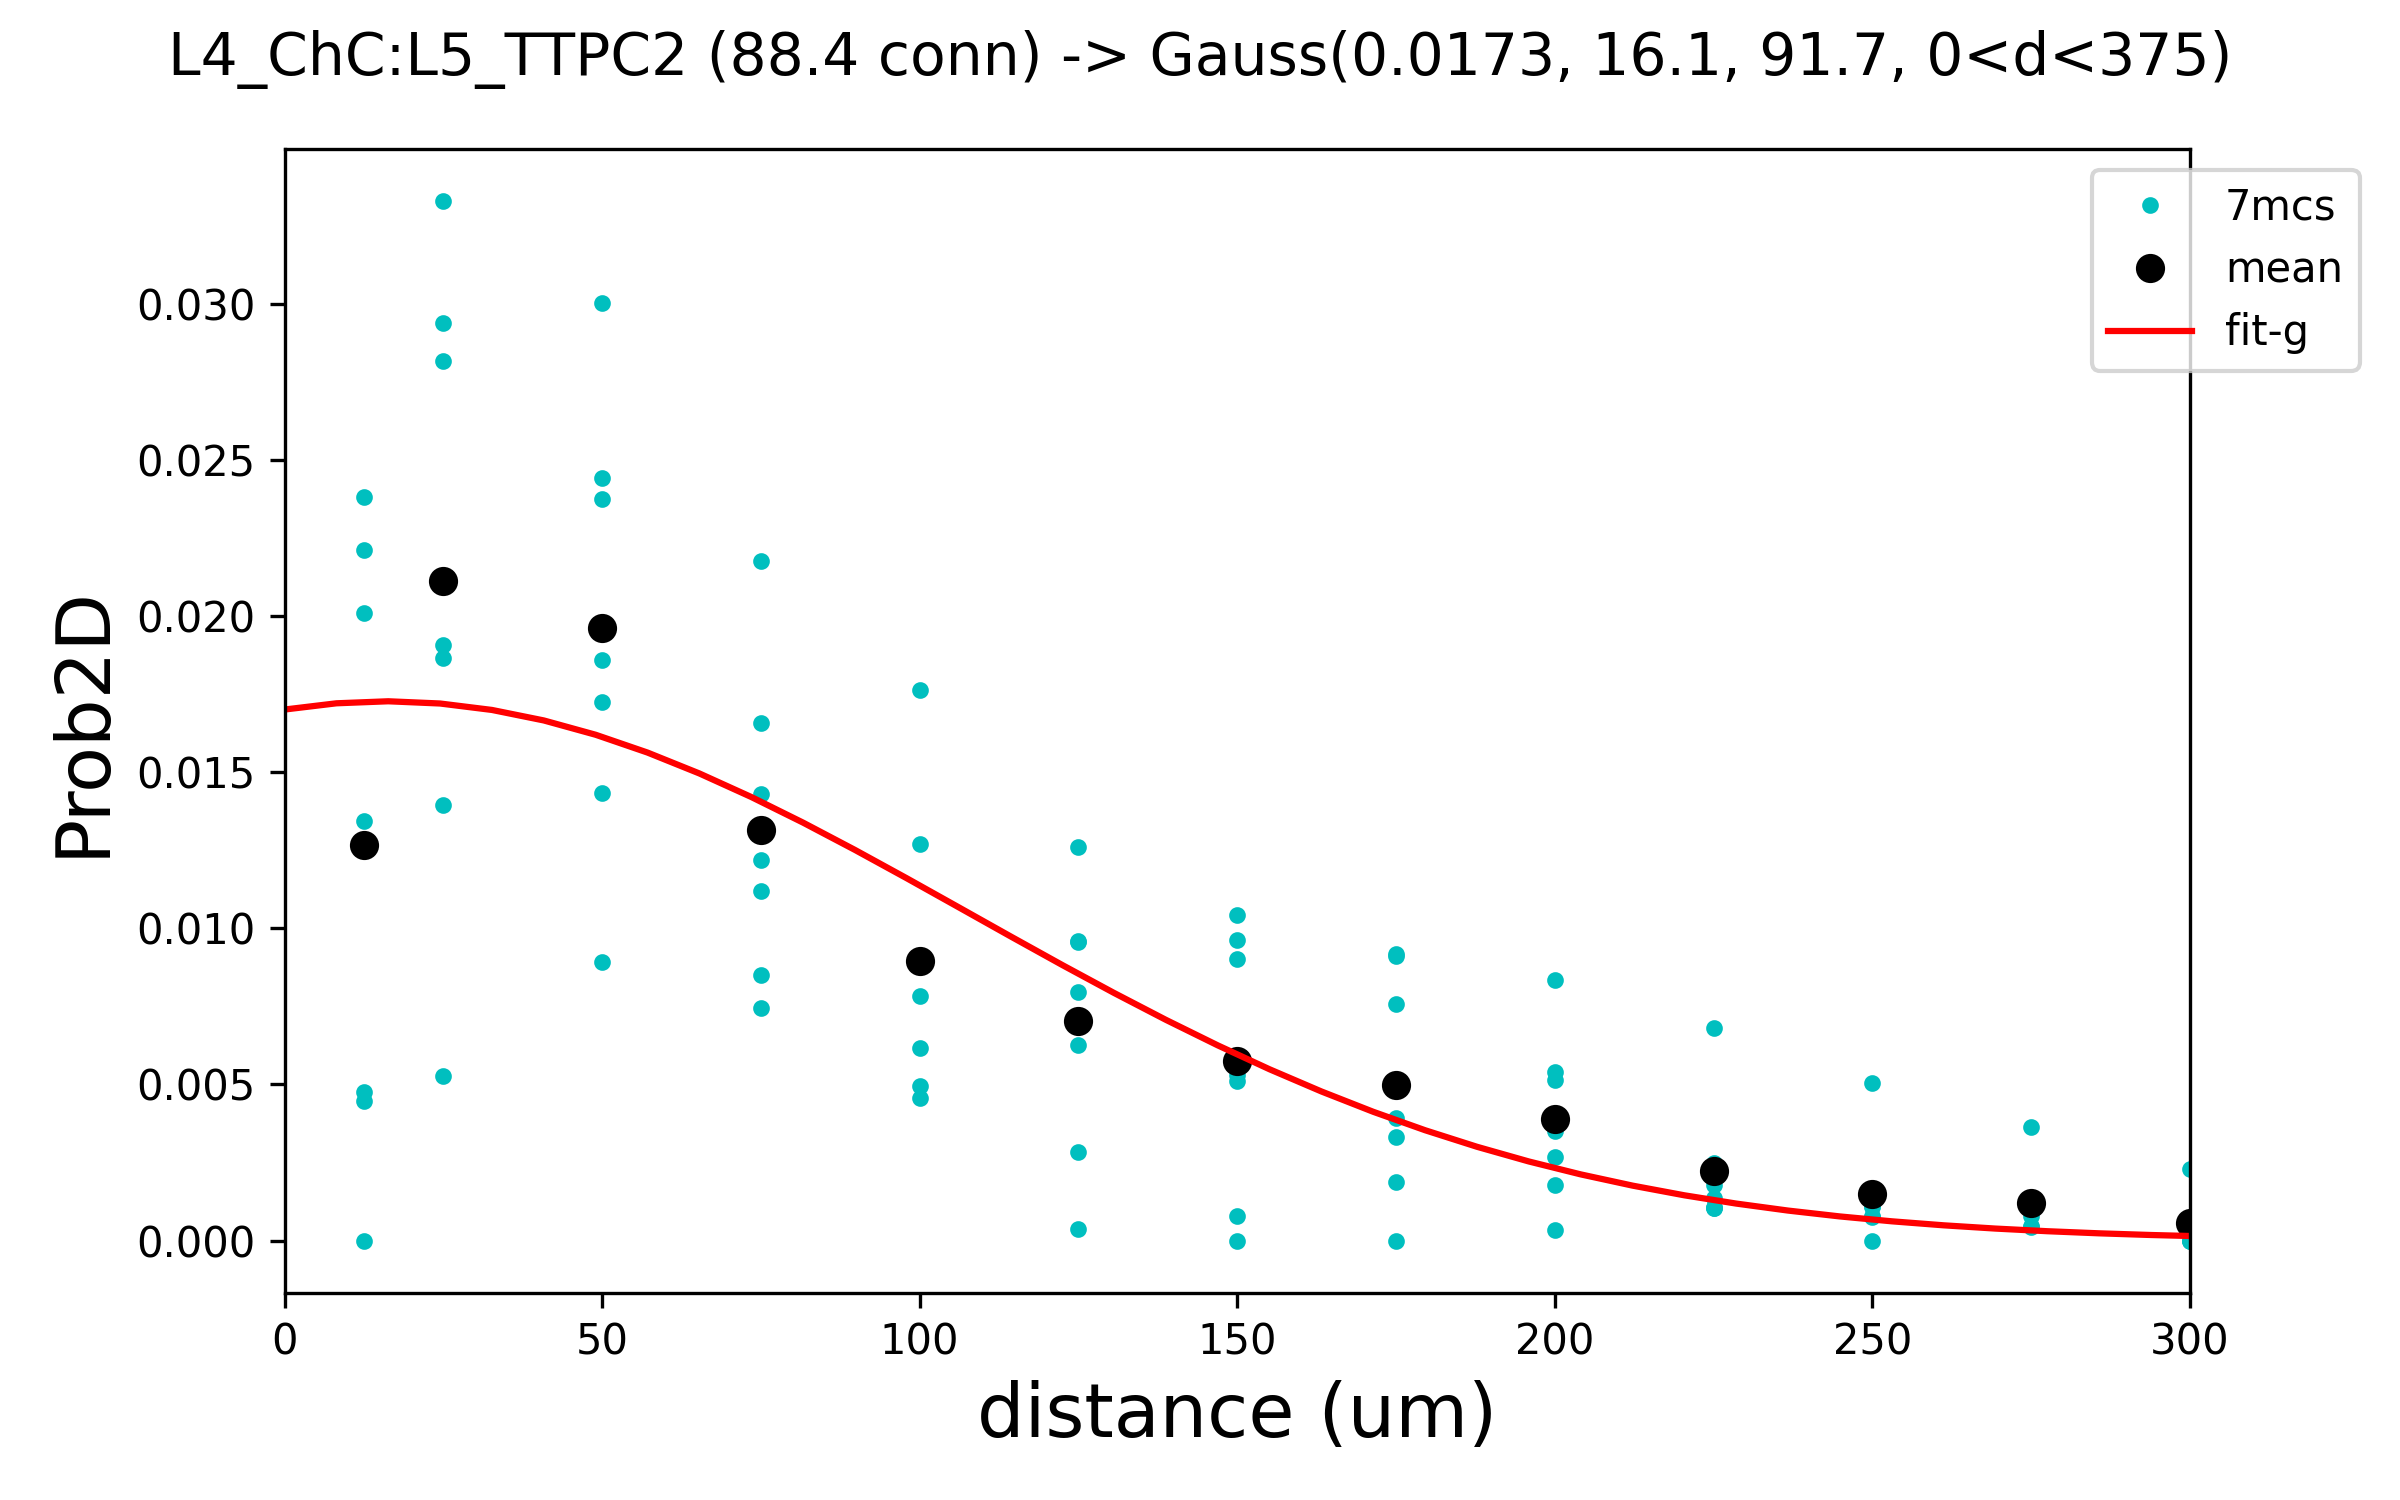 L4_ChC:L5_TTPC2 (88.4 conn) -> Gauss(0.0173, 16.1, 91.7, 0<d<375)
7mcs
mean
fit-g
Prob2D
0.030
0.025
0.020
0.015
0.010
0.005
0.000
0 50 100 150 200 250 300
distance (um)